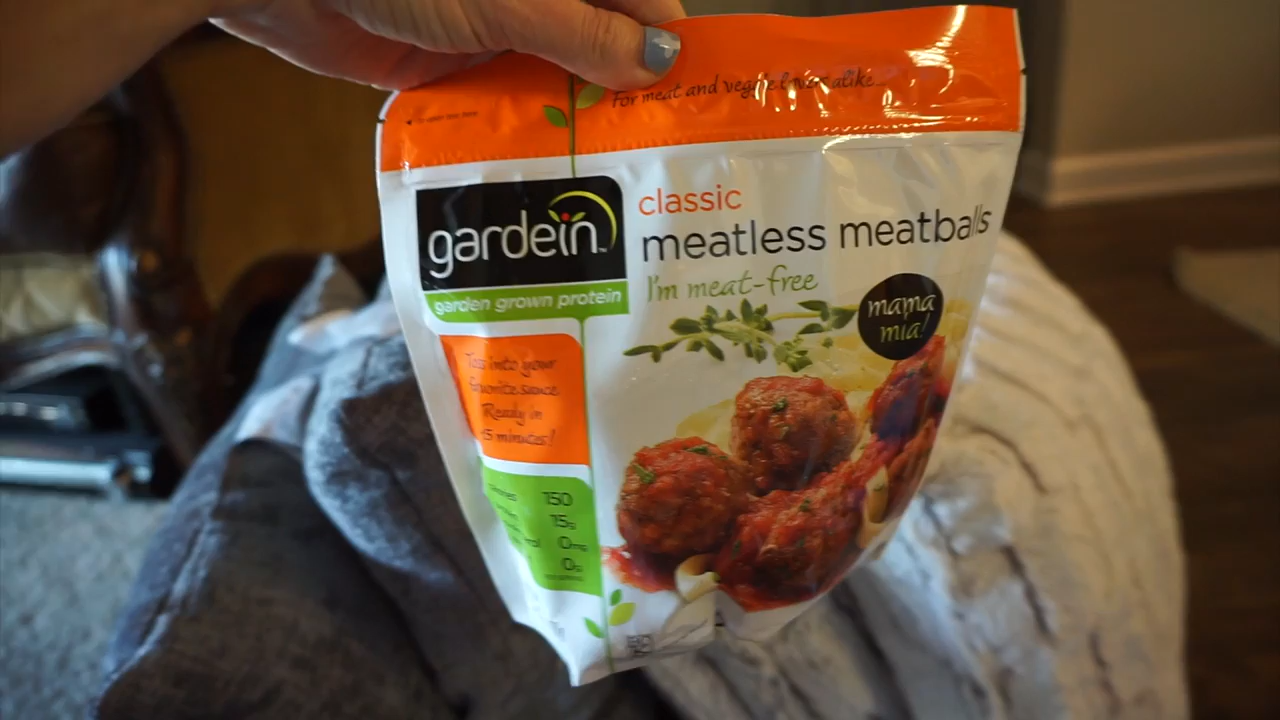 For meat and veggie lovers alike...
gardein
garden grown protein
classic
meatless meatballs
I'm meat-free
mama
mia!
Toss into your
favorite sauce
Ready in
15 minutes!
150
15g
0mg
0g